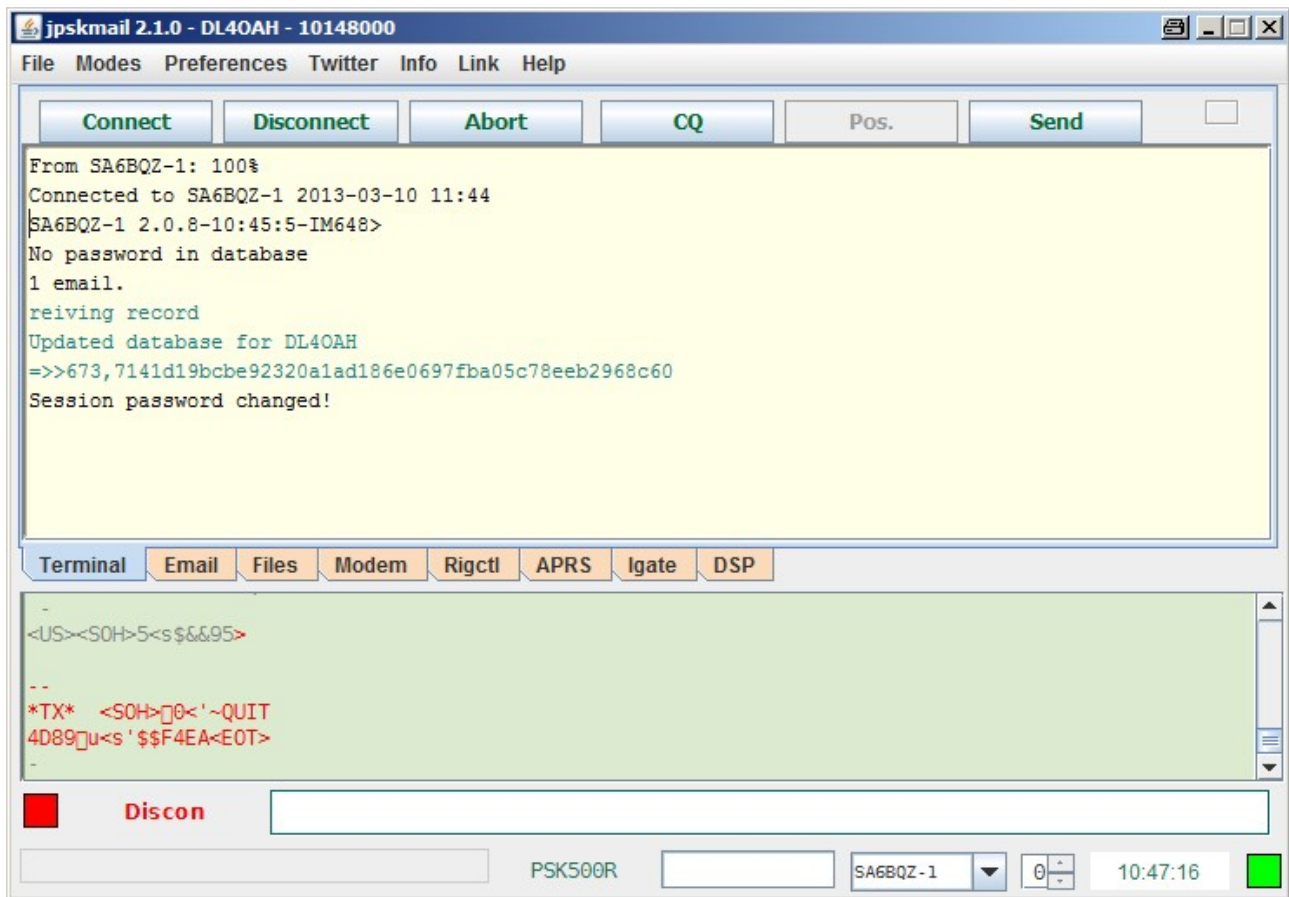 jpskmail 2.1.0 - DL4OAH - 10148000
File Modes Preferences Twitter Info Link Help
Connect Disconnect Abort CQ Pos. Send
From SA6BQZ-1: 100%
Connected to SA6BQZ-1 2013-03-10 11:44
SA6BQZ-1 2.0.8-10:45:5-IM648>
No password in database
1 email.
reiving record
Updated database for DL4OAH
=>>673,7141d19bcbe92320a1ad186e0697fba05c78eeb2968c60
Session password changed!
Terminal Email Files Modem Rigctl APRS Igate DSP
-
<US><SOH>5<s$&&95>
--
*TX* <SOH>▯0<'~QUIT
4D89▯u<s'$$F4EA<EOT>
-
Discon
PSK500R SA6BQZ-1 0 10:47:16